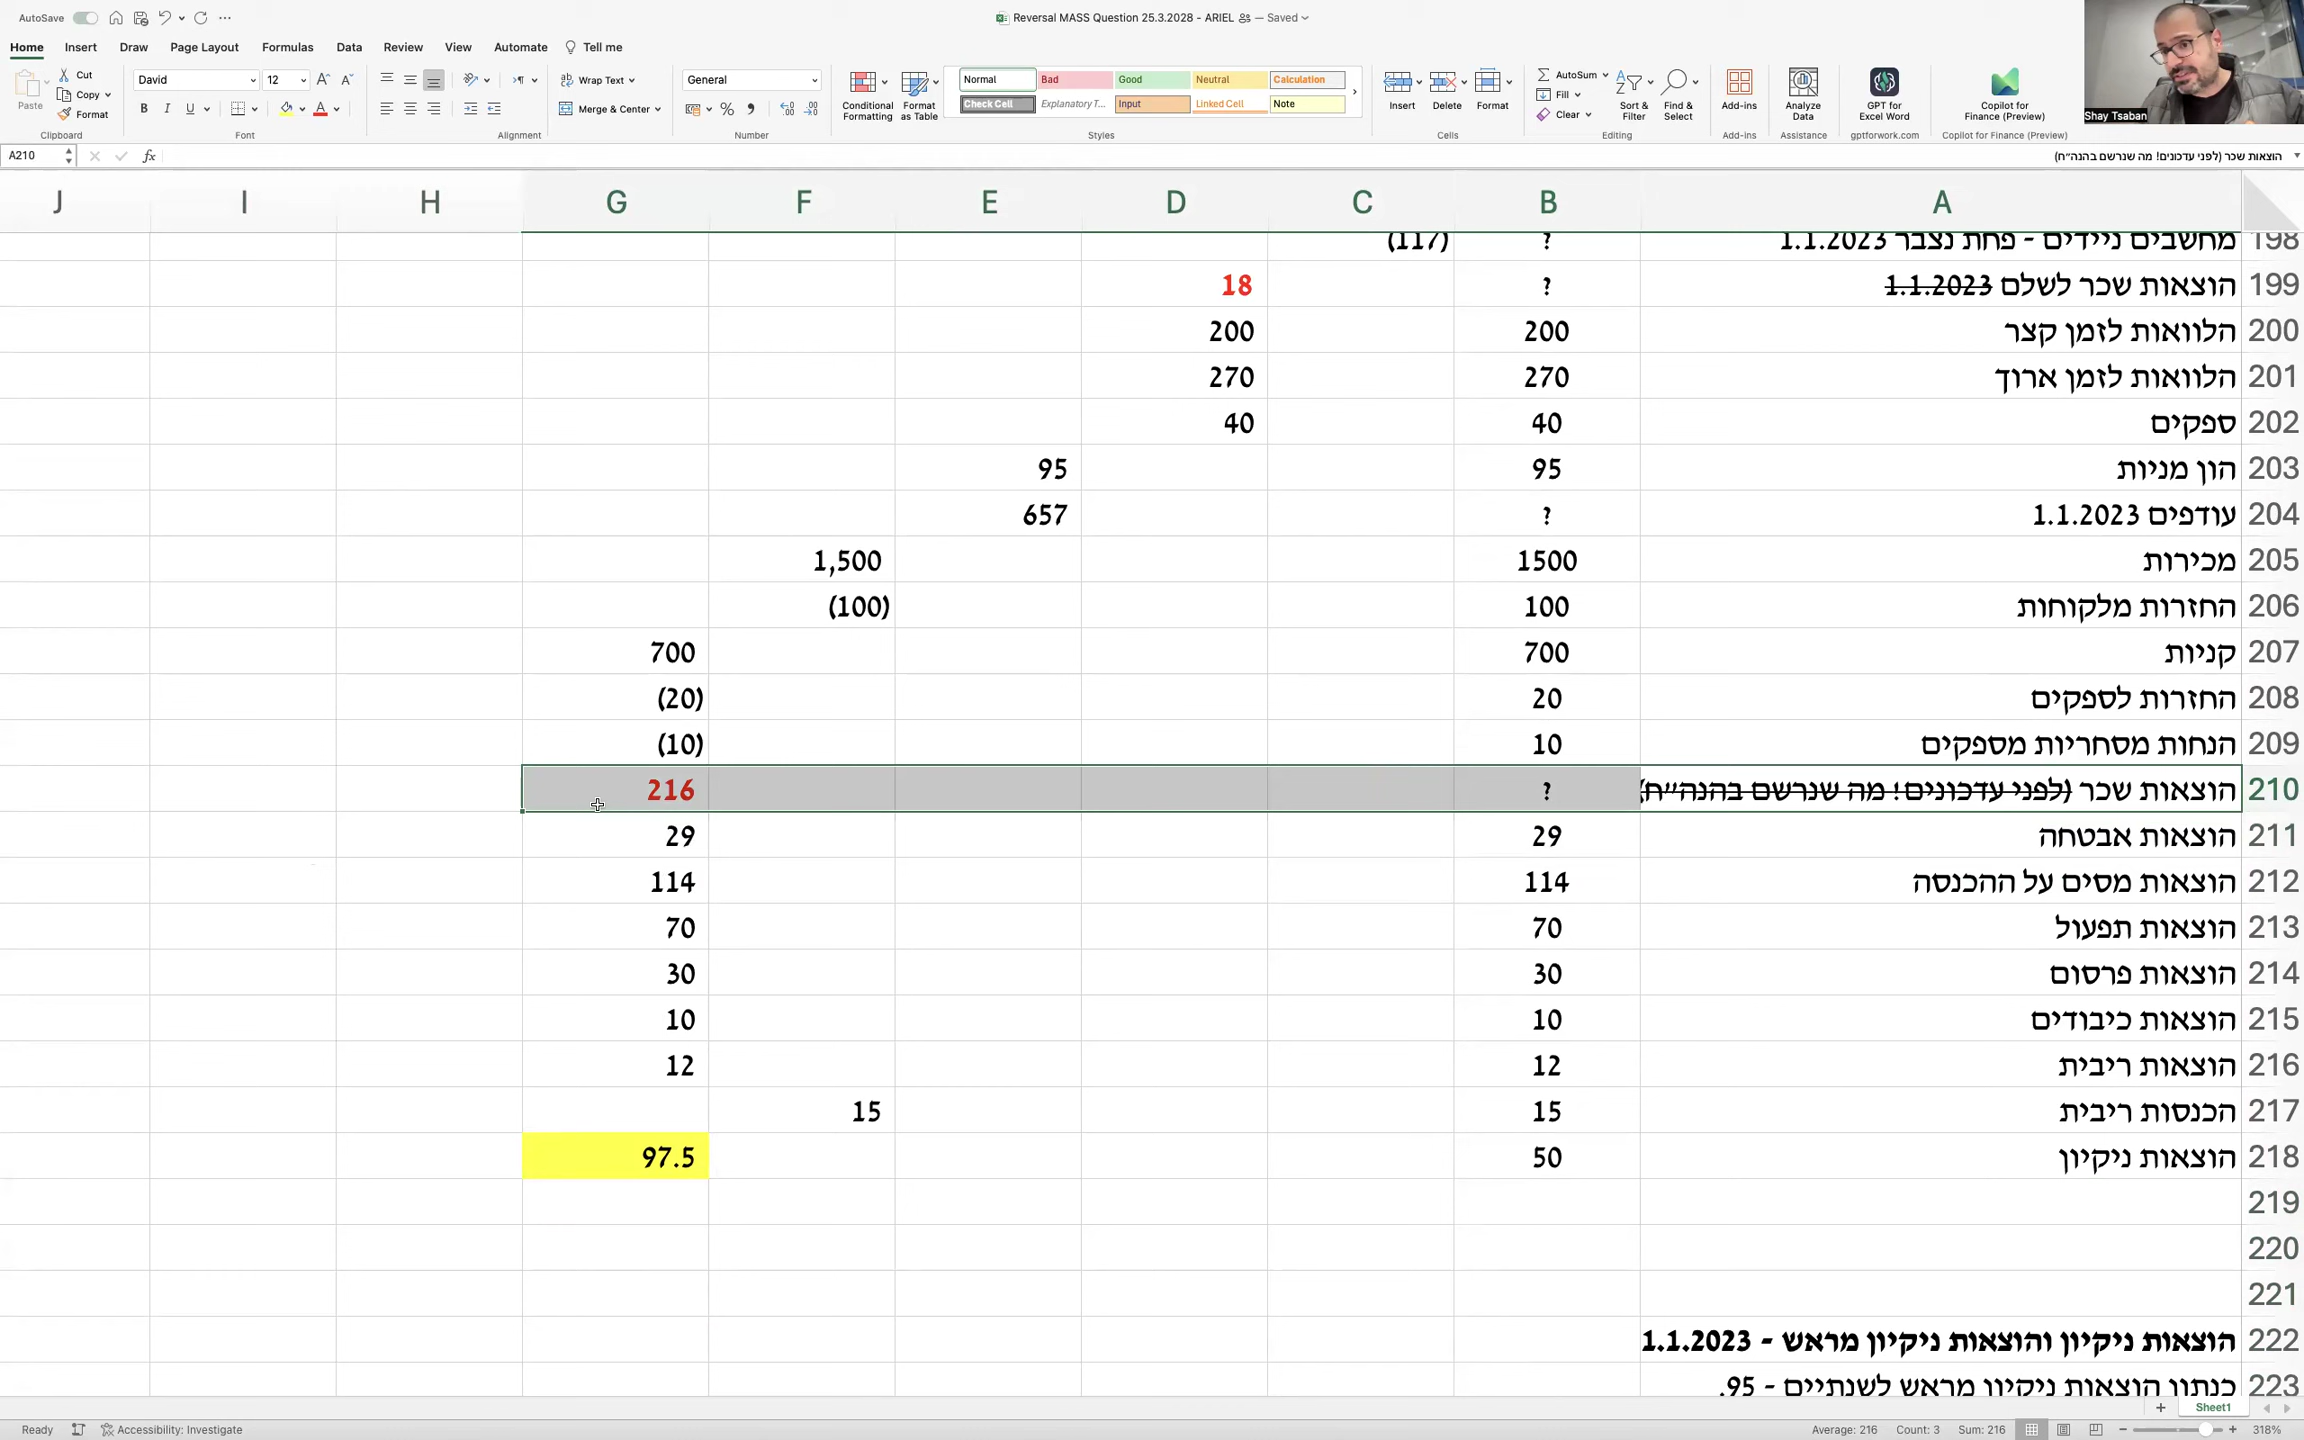 AutoSave
Reversal MASS Question 25.3.2028 - ARIEL — Saved
Home Insert Draw Page Layout Formulas Data Review View Automate Tell me
Paste Cut Copy Format Clipboard
David 12 Font
Alignment Wrap Text Merge & Center
General Number
Conditional Formatting Format as Table
Normal Bad Good Neutral Calculation
Check Cell Explanatory T... Input Linked Cell Note
Styles
Insert Delete Format Cells
AutoSum Fill Clear Sort & Filter Find & Select Editing
Add-ins Add-ins
Analyze Data Assistance
GPT for Excel Word gptforwork.com
Copilot for Finance (Preview) Copilot for Finance (Preview)
Shay Tsaban
A210 fx הוצאות שכר (לפני עדכונים! מה שנרשם בהנה״ח)
A B C D E F G H I J
198 מחשבים ניידים - פחת נצבר 1.1.2023 ? (117)
199 הוצאות שכר לשלם 1.1.2023 ? 18
200 הלוואות לזמן קצר 200 200
201 הלוואות לזמן ארוך 270 270
202 ספקים 40 40
203 הון מניות 95 95
204 עודפים 1.1.2023 ? 657
205 מכירות 1500 1,500
206 החזרות מלקוחות 100 (100)
207 קניות 700 700
208 החזרות לספקים 20 (20)
209 הנחות מסחריות מספקים 10 (10)
210 הוצאות שכר (לפני עדכונים! מה שנרשם בהנה״ח) ? 216
211 הוצאות אבטחה 29 29
212 הוצאות מסים על ההכנסה 114 114
213 הוצאות תפעול 70 70
214 הוצאות פרסום 30 30
215 הוצאות כיבודים 10 10
216 הוצאות ריבית 12 12
217 הכנסות ריבית 15 15
218 הוצאות ניקיון 50 97.5
219
220
221
222 הוצאות ניקיון והוצאות ניקיון מראש - 1.1.2023
223 כנתון הוצאות ניקיון מראש לשנתיים - 95.
Sheet1
Ready Accessibility: Investigate Average: 216 Count: 3 Sum: 216 318%